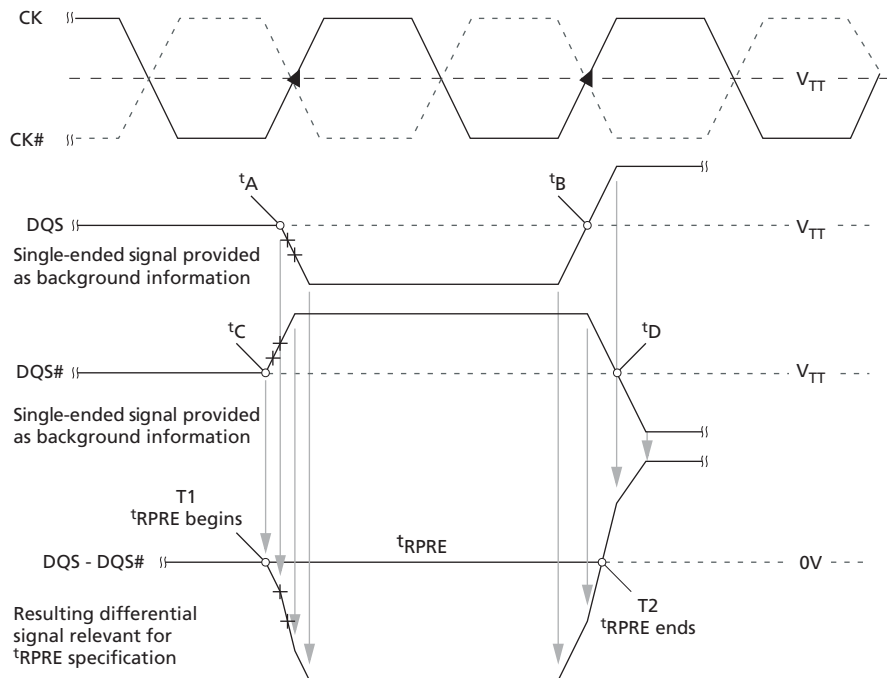 CK
VTT
CK#
tA
tB
DQS
VTT
Single-ended signal provided
as background information
tC
tD
DQS#
VTT
Single-ended signal provided
as background information
T1
tRPRE begins
tRPRE
DQS - DQS#
0V
T2
tRPRE ends
Resulting differential
signal relevant for
tRPRE specification